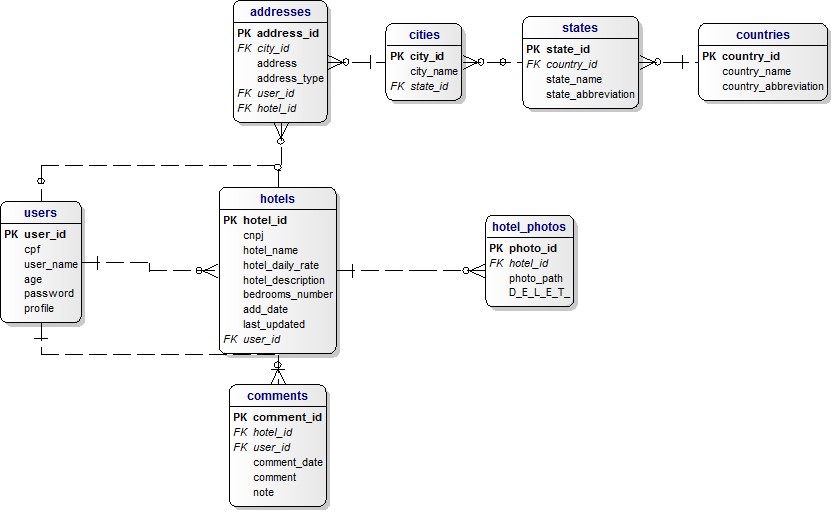 addresses
PK address_id
FK city_id
address
address_type
FK user_id
FK hotel_id
cities
PK city_id
city_name
FK state_id
states
PK state_id
FK country_id
state_name
state_abbreviation
countries
PK country_id
country_name
country_abbreviation
users
PK user_id
cpf
user_name
age
password
profile
hotels
PK hotel_id
cnpj
hotel_name
hotel_daily_rate
hotel_description
bedrooms_number
add_date
last_updated
FK user_id
hotel_photos
PK photo_id
FK hotel_id
photo_path
D_E_L_E_T_
comments
PK comment_id
FK hotel_id
FK user_id
comment_date
comment
note